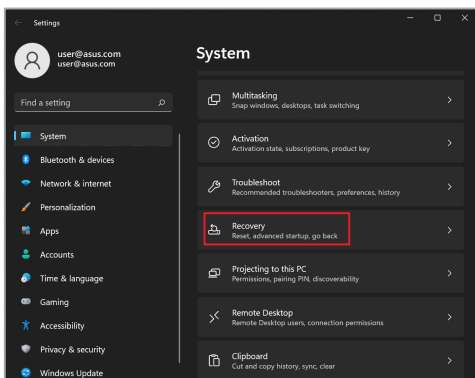 Settings
user@asus.com
user@asus.com
Find a setting
System
Bluetooth & devices
Network & internet
Personalization
Apps
Accounts
Time & language
Gaming
Accessibility
Privacy & security
Windows Update
System
Multitasking
Snap windows, desktops, task switching
Activation
Activation state, subscriptions, product key
Troubleshoot
Recommended troubleshooters, preferences, history
Recovery
Reset, advanced startup, go back
Projecting to this PC
Permissions, pairing PIN, discoverability
Remote Desktop
Remote Desktop users, connection permissions
Clipboard
Cut and copy history, sync, clear